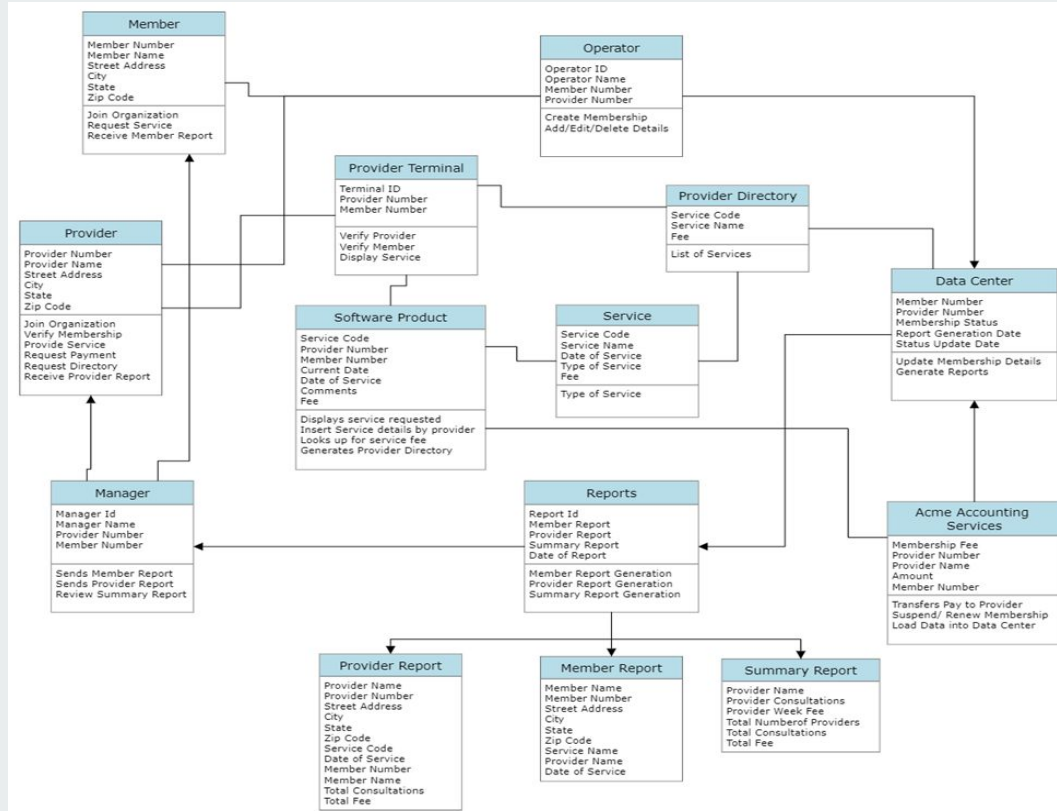 Member
Member Number
Member Name
Street Address
City
State
Zip Code
Join Organization
Request Service
Receive Member Report
Operator
Operator ID
Operator Name
Member Number
Provider Number
Create Membership
Add/Edit/Delete Details
Provider Terminal
Terminal ID
Provider Number
Member Number
Verify Provider
Verify Member
Display Service
Provider Directory
Service Code
Service Name
Fee
List of Services
Provider
Provider Number
Provider Name
Street Address
City
State
Zip Code
Join Organization
Verify Membership
Provide Service
Request Payment
Request Directory
Receive Provider Report
Data Center
Member Number
Provider Number
Membership Status
Report Generation Date
Status Update Date
Update Membership Details
Generate Reports
Software Product
Service Code
Provider Number
Member Number
Current Date
Date of Service
Comments
Fee
Displays service requested
Insert Service details by provider
Looks up for service fee
Generates Provider Directory
Service
Service Code
Service Name
Date of Service
Type of Service
Fee
Type of Service
Manager
Manager Id
Manager Name
Provider Number
Member Number
Sends Member Report
Sends Provider Report
Review Summary Report
Reports
Report Id
Member Report
Provider Report
Summary Report
Date of Report
Member Report Generation
Provider Report Generation
Summary Report Generation
Acme Accounting
Services
Membership Fee
Provider Number
Provider Name
Amount
Member Number
Transfers Pay to Provider
Suspend/ Renew Membership
Load Data into Data Center
Provider Report
Provider Name
Provider Number
Street Address
City
State
Zip Code
Service Code
Date of Service
Member Number
Member Name
Total Consultations
Total Fee
Member Report
Member Name
Member Number
Street Address
City
State
Zip Code
Service Name
Provider Name
Date of Service
Summary Report
Provider Name
Provider Consultations
Provider Week Fee
Total Numberof Providers
Total Consultations
Total Fee